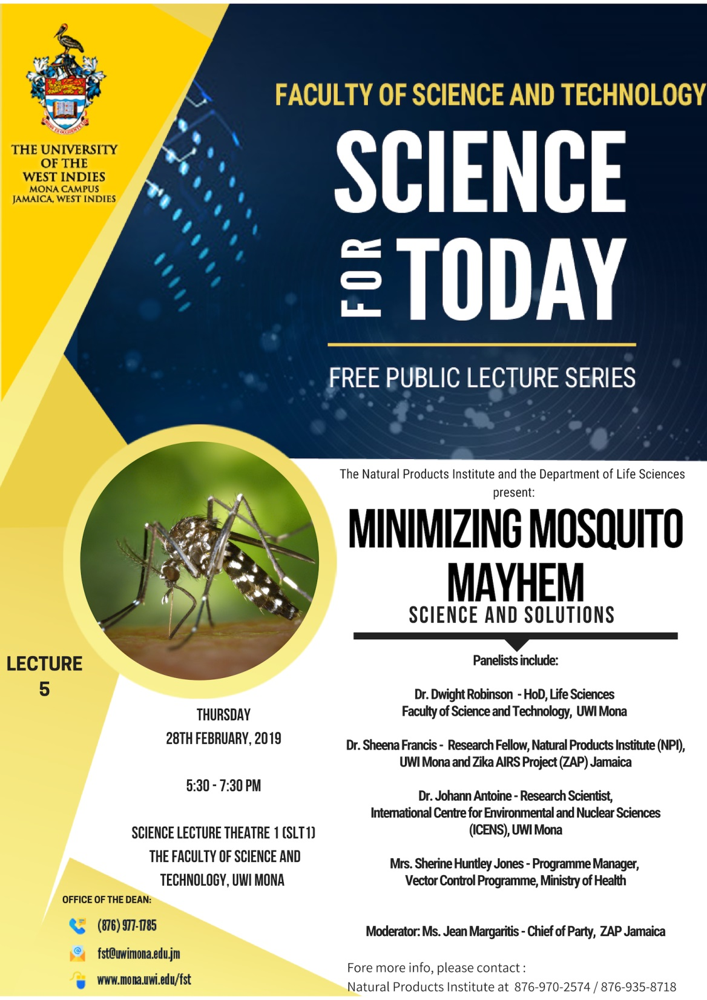 THE UNIVERSITY
OF THE
WEST INDIES
MONA CAMPUS
JAMAICA, WEST INDIES
FACULTY OF SCIENCE AND TECHNOLOGY
SCIENCE
FOR TODAY
FREE PUBLIC LECTURE SERIES
The Natural Products Institute and the Department of Life Sciences
present:
MINIMIZING MOSQUITO
MAYHEM
SCIENCE AND SOLUTIONS
LECTURE
5
THURSDAY
28TH FEBRUARY, 2019
5:30 - 7:30 PM
SCIENCE LECTURE THEATRE 1 (SLT1)
THE FACULTY OF SCIENCE AND
TECHNOLOGY, UWI MONA
Panelists include:
Dr. Dwight Robinson - HoD, Life Sciences
Faculty of Science and Technology, UWI Mona
Dr. Sheena Francis - Research Fellow, Natural Products Institute (NPI),
UWI Mona and Zika AIRS Project (ZAP) Jamaica
Dr. Johann Antoine - Research Scientist,
International Centre for Environmental and Nuclear Sciences
(ICENS), UWI Mona
Mrs. Sherine Huntley Jones - Programme Manager,
Vector Control Programme, Ministry of Health
Moderator: Ms. Jean Margaritis - Chief of Party, ZAP Jamaica
OFFICE OF THE DEAN:
(876) 977-1785
fst@uwimona.edu.jm
www.mona.uwi.edu/fst
Fore more info, please contact :
Natural Products Institute at 876-970-2574 / 876-935-8718